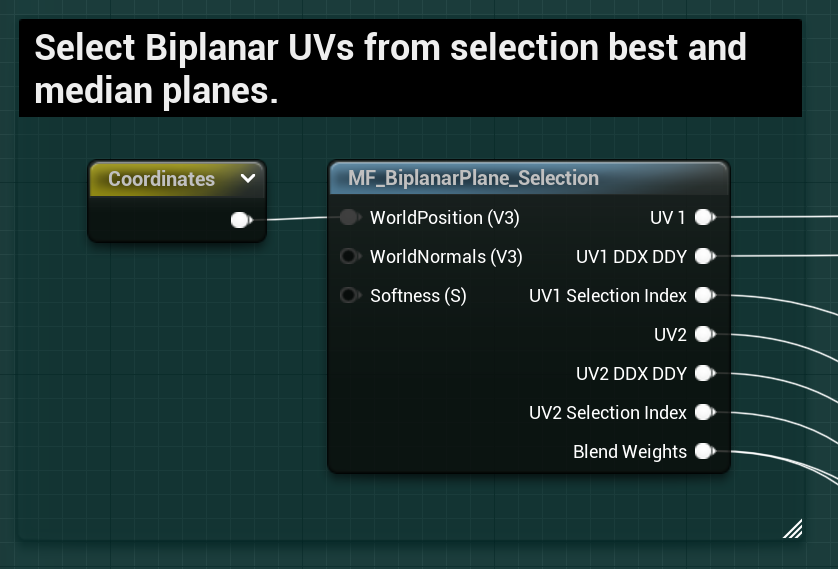 Select Biplanar UVs from selection best and
median planes.
Coordinates
MF_BiplanarPlane_Selection
WorldPosition (V3)
UV 1
WorldNormals (V3)
UV1 DDX DDY
Softness (S)
UV1 Selection Index
UV2
UV2 DDX DDY
UV2 Selection Index
Blend Weights